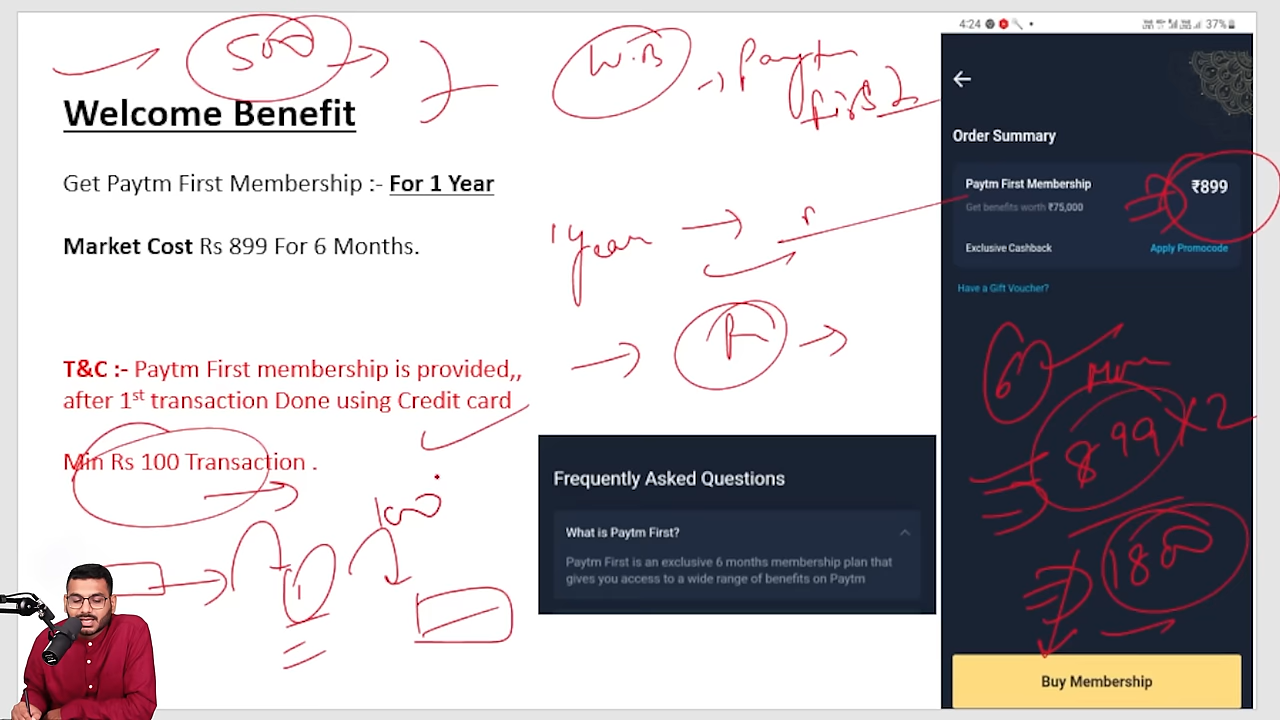 500
W.B → Paytm
first
Welcome Benefit
Get Paytm First Membership :- For 1 Year
Market Cost Rs 899 For 6 Months.
1 year →
T&C :- Paytm First membership is provided,,
after 1st transaction Done using Credit card
Min Rs 100 Transaction .
100
1
Frequently Asked Questions
What is Paytm First?
Paytm First is an exclusive 6 months membership plan that
gives you access to a wide range of benefits on Paytm
4:24 37%
Order Summary
Paytm First Membership ₹899
Get benefits worth ₹75,000
Exclusive Cashback Apply Promocode
Have a Gift Voucher?
6
899 x 2
1800
Buy Membership